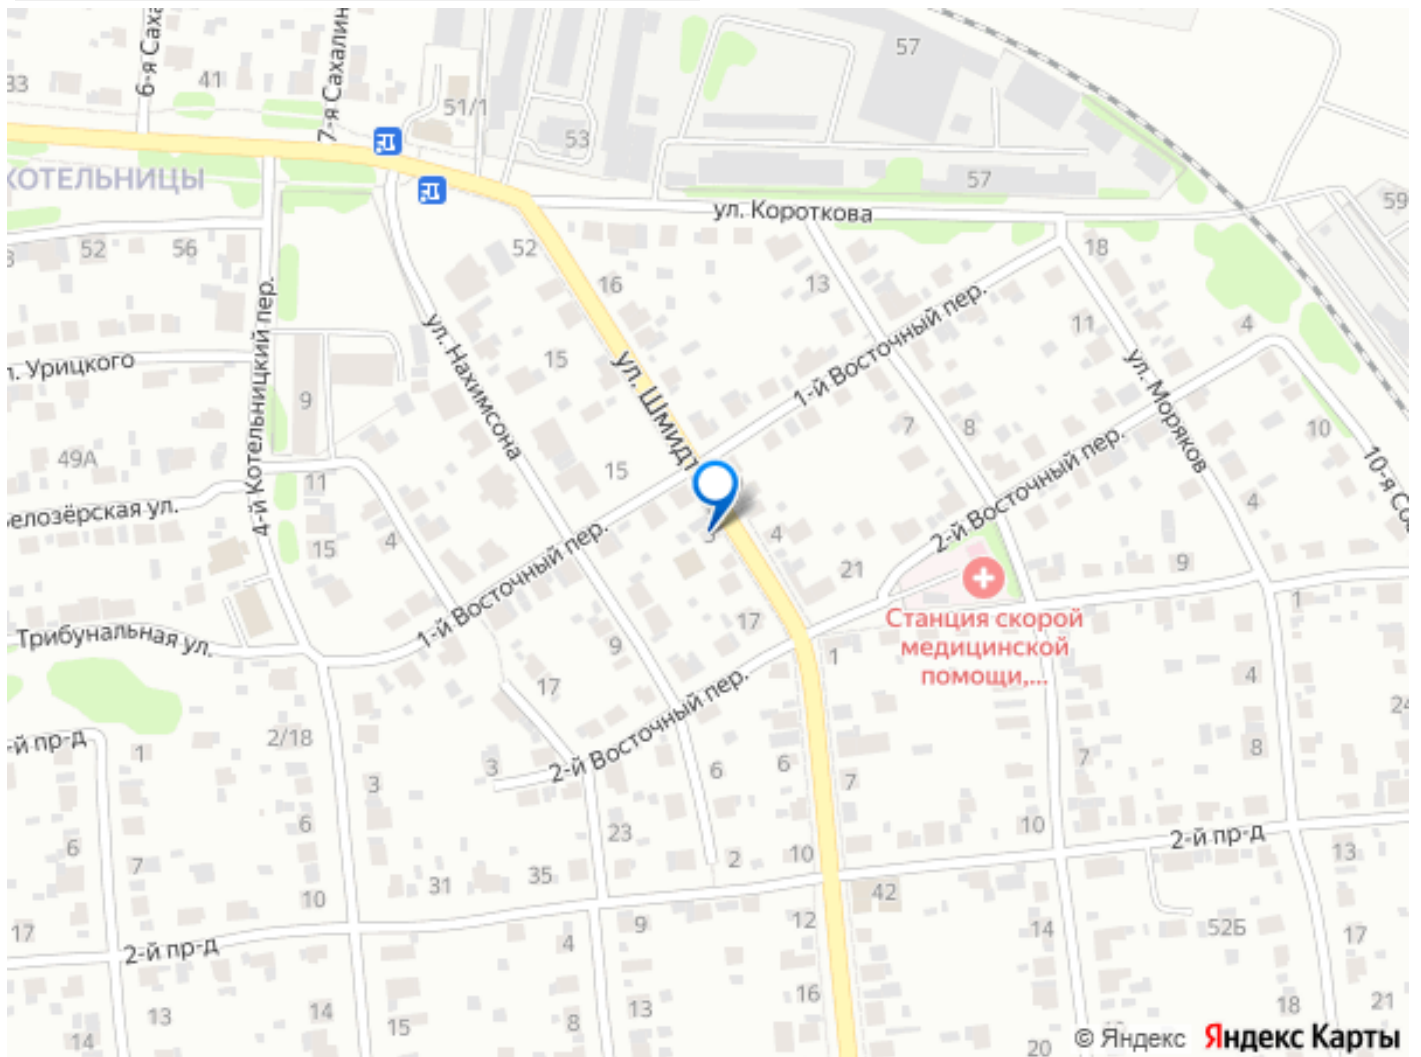 57
6-я Саха
7-я Сахалин
33
41
51/1
53
57
КОТЕЛЬНИЦЫ
59
ул. Короткова
52
56
52
18
16
13
4-й Котельницкий пер.
ул. Нахимсона
1-й Восточный пер.
11
4
15
ул. Урицкого
ул. Шмидт
ул. Моряков
9
7
8
10
49А
15
11
2-й Восточный пер.
10-я Со
елозёрская ул.
4
15
4
4
1-й Восточный пер.
21
9
Станция скорой
медицинской
помощи,...
Трибунальная ул.
17
9
1
1
17
4
24
2-й Восточный пер.
-й пр-д
1
2/18
3
3
6
6
7
7
8
6
7
6
23
10
2-й пр-д
10
2
13
10
31
35
42
17
2-й пр-д
9
4
12
14
52Б
17
13
14
15
8
13
16
18
21
14
20
© Яндекс Яндекс Карты